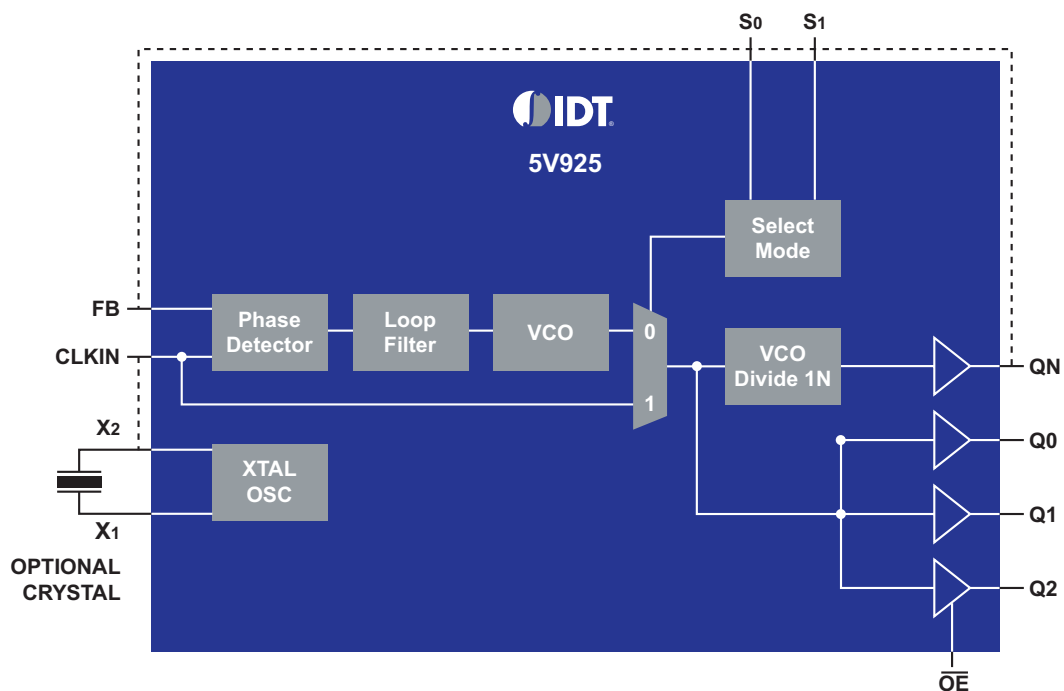 S0
S1
IDT®
5V925
Select
Mode
FB
Phase
Detector
Loop
Filter
VCO
0
CLKIN
VCO
Divide 1N
QN
1
X2
Q0
XTAL
OSC
Q1
X1
OPTIONAL
CRYSTAL
Q2
O̅E̅